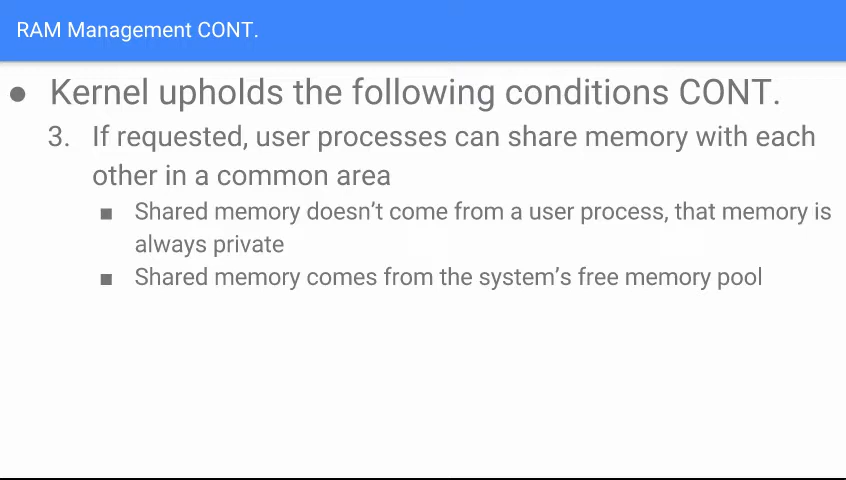 RAM Management CONT.
● Kernel upholds the following conditions CONT.
3. If requested, user processes can share memory with each
other in a common area
■ Shared memory doesn’t come from a user process, that memory is
always private
■ Shared memory comes from the system’s free memory pool